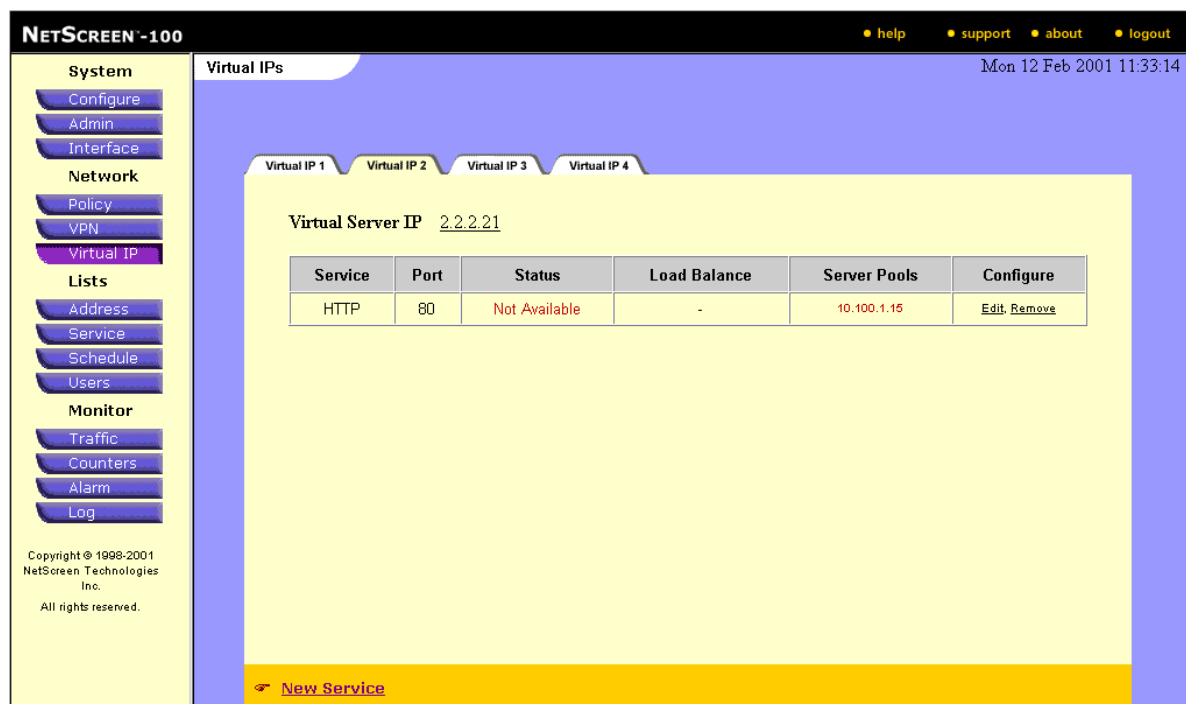 NETSCREEN™-100
help support about logout
System
Configure
Admin
Interface
Network
Policy
VPN
Virtual IP
Lists
Address
Service
Schedule
Users
Monitor
Traffic
Counters
Alarm
Log
Copyright © 1998-2001
NetScreen Technologies
Inc.
All rights reserved.
Virtual IPs
Mon 12 Feb 2001 11:33:14
Virtual IP 1 Virtual IP 2 Virtual IP 3 Virtual IP 4
Virtual Server IP 2.2.2.21
Service Port Status Load Balance Server Pools Configure
HTTP 80 Not Available - 10.100.1.15 Edit, Remove
New Service